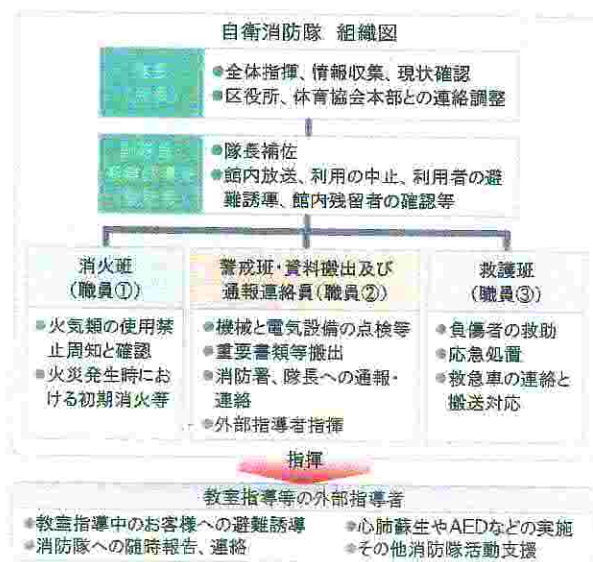 自衛消防隊 組織図
●全体指揮、情報収集、現状確認
●区役所、体育協会本部との連絡調整
●隊長補佐
●館内放送、利用の中止、利用者の避
難誘導、館内残留者の確認等
消火班
(職員①)
警戒班・資料搬出及び
通報連絡員(職員②)
救護班
(職員③)
●火気類の使用禁
止周知と確認
●火災発生時にお
ける初期消火等
●機械と電気設備の点検等
●重要書類等搬出
●消防署、隊長への通報・
連絡
●外部指導者指揮
●負傷者の救助
●応急処置
●救急車の連絡と
搬送対応
指揮
教室指導等の外部指導者
●教室指導中のお客様への避難誘導
●消防隊への随時報告、連絡
●心肺蘇生やAEDなどの実施
●その他消防隊活動支援